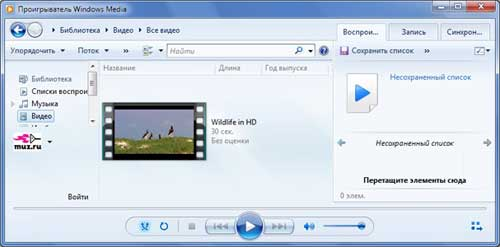 Проигрыватель Windows Media
Библиотека ▸ Видео ▸ Все видео
Воспрои...
Запись
Синхрон...
Упорядочить
Поток
»
Найти
Сохранить список
»
Название
Длина
Год выпуска
Библиотека
Списки воспрои
Музыка
Видео
muz.ru
Войти
Wildlife in HD
30 сек.
Без оценки
Несохраненный список
Несохраненный список
Перетащите элементы сюда
0 элем.